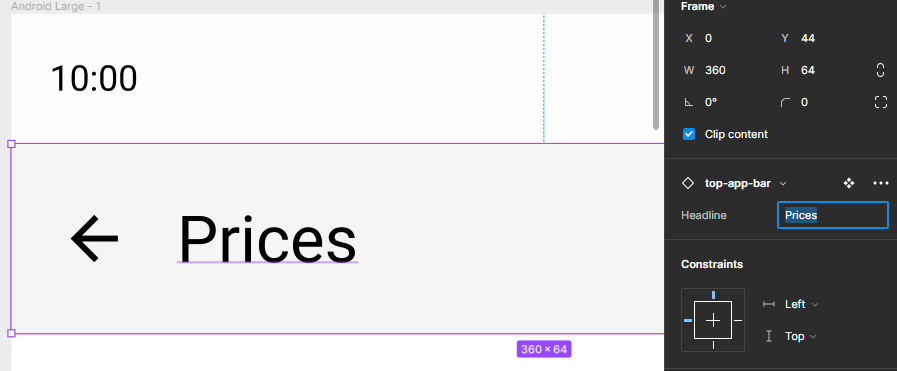 Android Large - 1
10:00
Prices
360 × 64
Frame
X 0 Y 44
W 360 H 64
0° 0
Clip content
top-app-bar
Headline Prices
Constraints
Left
Top